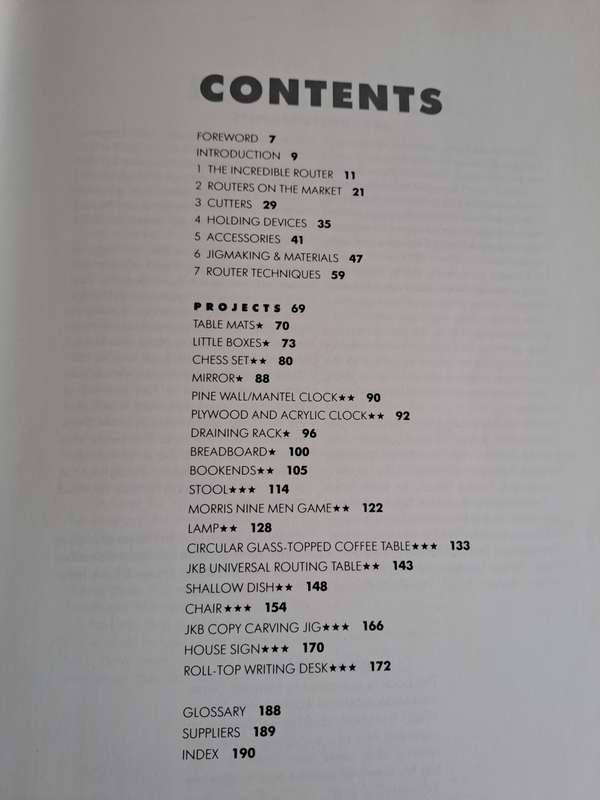 CONTENTS
FOREWORD 7
INTRODUCTION 9
1 THE INCREDIBLE ROUTER 11
2 ROUTERS ON THE MARKET 21
3 CUTTERS 29
4 HOLDING DEVICES 35
5 ACCESSORIES 41
6 JIGMAKING & MATERIALS 47
7 ROUTER TECHNIQUES 59
PROJECTS 69
TABLE MATS★ 70
LITTLE BOXES★ 73
CHESS SET★★ 80
MIRROR★ 88
PINE WALL/MANTEL CLOCK★★ 90
PLYWOOD AND ACRYLIC CLOCK★★ 92
DRAINING RACK★ 96
BREADBOARD★ 100
BOOKENDS★★ 105
STOOL★★★ 114
MORRIS NINE MEN GAME★★ 122
LAMP★★ 128
CIRCULAR GLASS-TOPPED COFFEE TABLE★★★ 133
JKB UNIVERSAL ROUTING TABLE★★ 143
SHALLOW DISH★★ 148
CHAIR★★★ 154
JKB COPY CARVING JIG★★★ 166
HOUSE SIGN★★★ 170
ROLL-TOP WRITING DESK★★★ 172
GLOSSARY 188
SUPPLIERS 189
INDEX 190